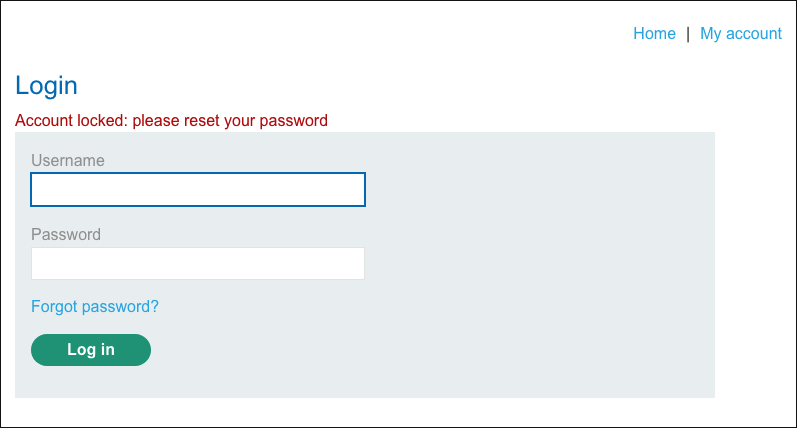 Home | My account
Login
Account locked: please reset your password
Username
Password
Forgot password?
Log in